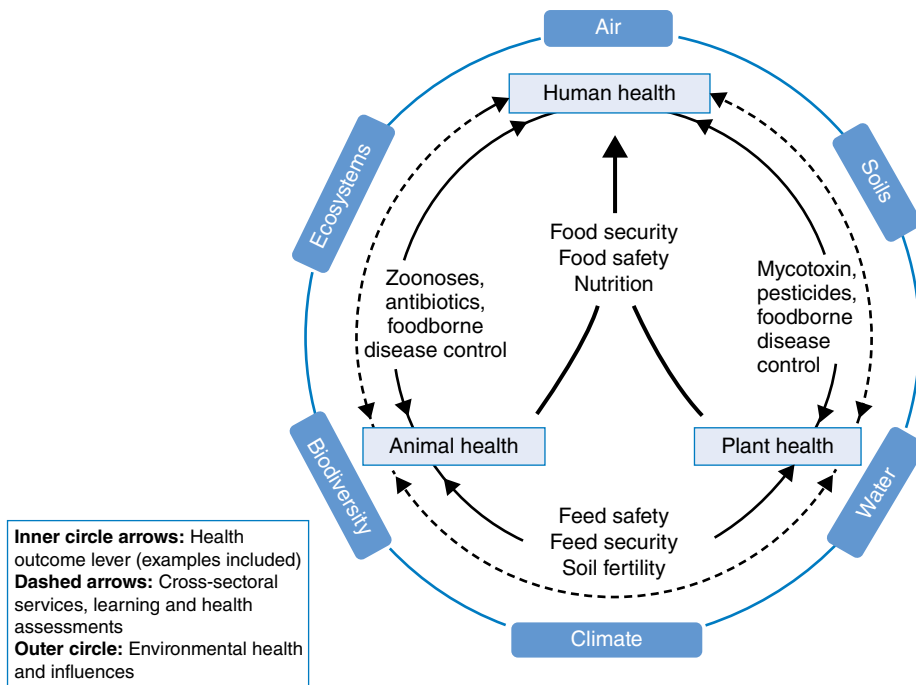 Air
Human health
Ecosystems
Soils
Food security
Food safety
Nutrition
Zoonoses,
antibiotics,
foodborne
disease control
Mycotoxin,
pesticides,
foodborne
disease
control
Animal health
Plant health
Biodiversity
Water
Feed safety
Feed security
Soil fertility
Climate
Inner circle arrows: Health
outcome lever (examples included)
Dashed arrows: Cross-sectoral
services, learning and health
assessments
Outer circle: Environmental health
and influences